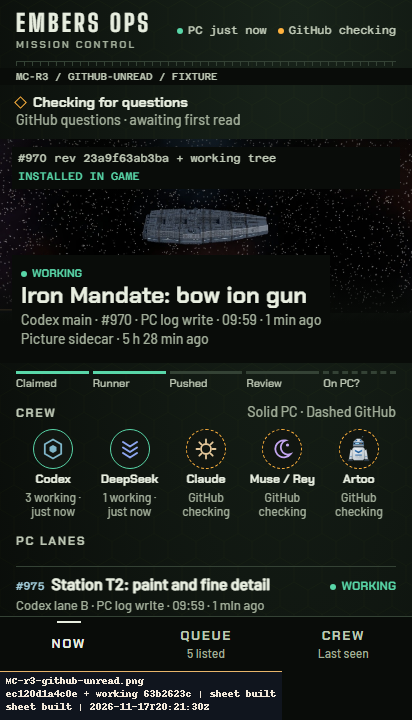 EMBERS OPS
MISSION CONTROL
PC just now
GitHub checking
MC-R3 / GITHUB-UNREAD / FIXTURE
Checking for questions
GitHub questions · awaiting first read
#970 rev 23a9f63ab3ba + working tree
INSTALLED IN GAME
WORKING
Iron Mandate: bow ion gun
Codex main · #970 · PC log write · 09:59 · 1 min ago
Picture sidecar · 5 h 28 min ago
Claimed Runner Pushed Review On PC?
CREW
Solid PC · Dashed GitHub
Codex DeepSeek Claude Muse / Rey Artoo
3 working · 1 working · GitHub GitHub GitHub
just now just now checking checking checking
PC LANES
#975 Station T2: paint and fine detail
WORKING
Codex lane B · PC log write · 09:59 · 1 min ago
NOW QUEUE CREW
5 listed Last seen
MC-r3-github-unread.png
ec120d1a4c0e + working 63b2623c | sheet built
sheet built | 2026-11-17r20:21:30z